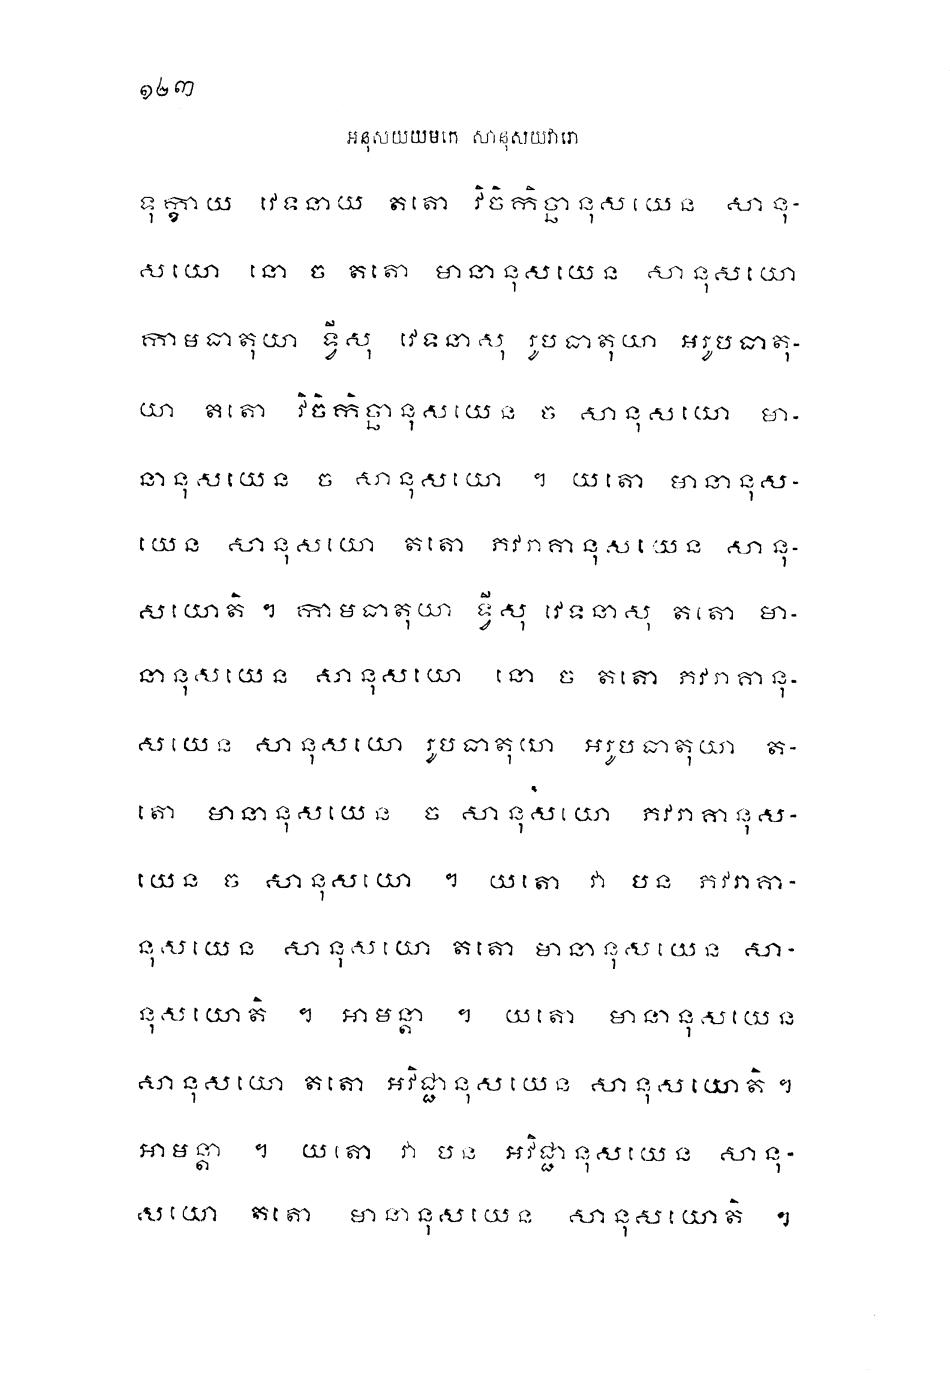 ១២៣
អនុសយយមកេ សានុសយវារោ
ទុក្ខាយ វេទនាយ តតោ វិចិកិច្ឆានុសយេន សានុ-
សយោ នោ ច តតោ មានានុសយេន សានុសយោ
កាមធាតុយា ទ្វីសុ វេទនាសុ រូបធាតុយា អរូបធាតុ-
យា តតោ វិចិកិច្ឆានុសយេន ច សានុសយោ មា-
នានុសយេន ច សានុសយោ ។ យតោ មានានុស-
យេន សានុសយោ តតោ ភវរាគានុសយេន សានុ-
សយោតិ ។ កាមធាតុយា ទ្វីសុ វេទនាសុ តតោ មា-
នានុសយេន សានុសយោ នោ ច តតោ ភវរាគានុ-
សយេន សានុសយោ រូបធាតុយា អរូបធាតុយា ត-
តោ មានានុសយេន ច សានុសយោ ភវរាគានុស-
យេន ច សានុសយោ ។ យតោ វា បន ភវរាគា-
នុសយេន សានុសយោ តតោ មានានុសយេន សា-
នុសយោតិ ។ អាមន្តា ។ យតោ មានានុសយេន
សានុសយោ តតោ អវិជ្ជានុសយេន សានុសយោតិ ។
អាមន្តា ។ យតោ វា បន អវិជ្ជានុសយេន សានុ-
សយោ តតោ មានានុសយេន សានុសយោតិ ។